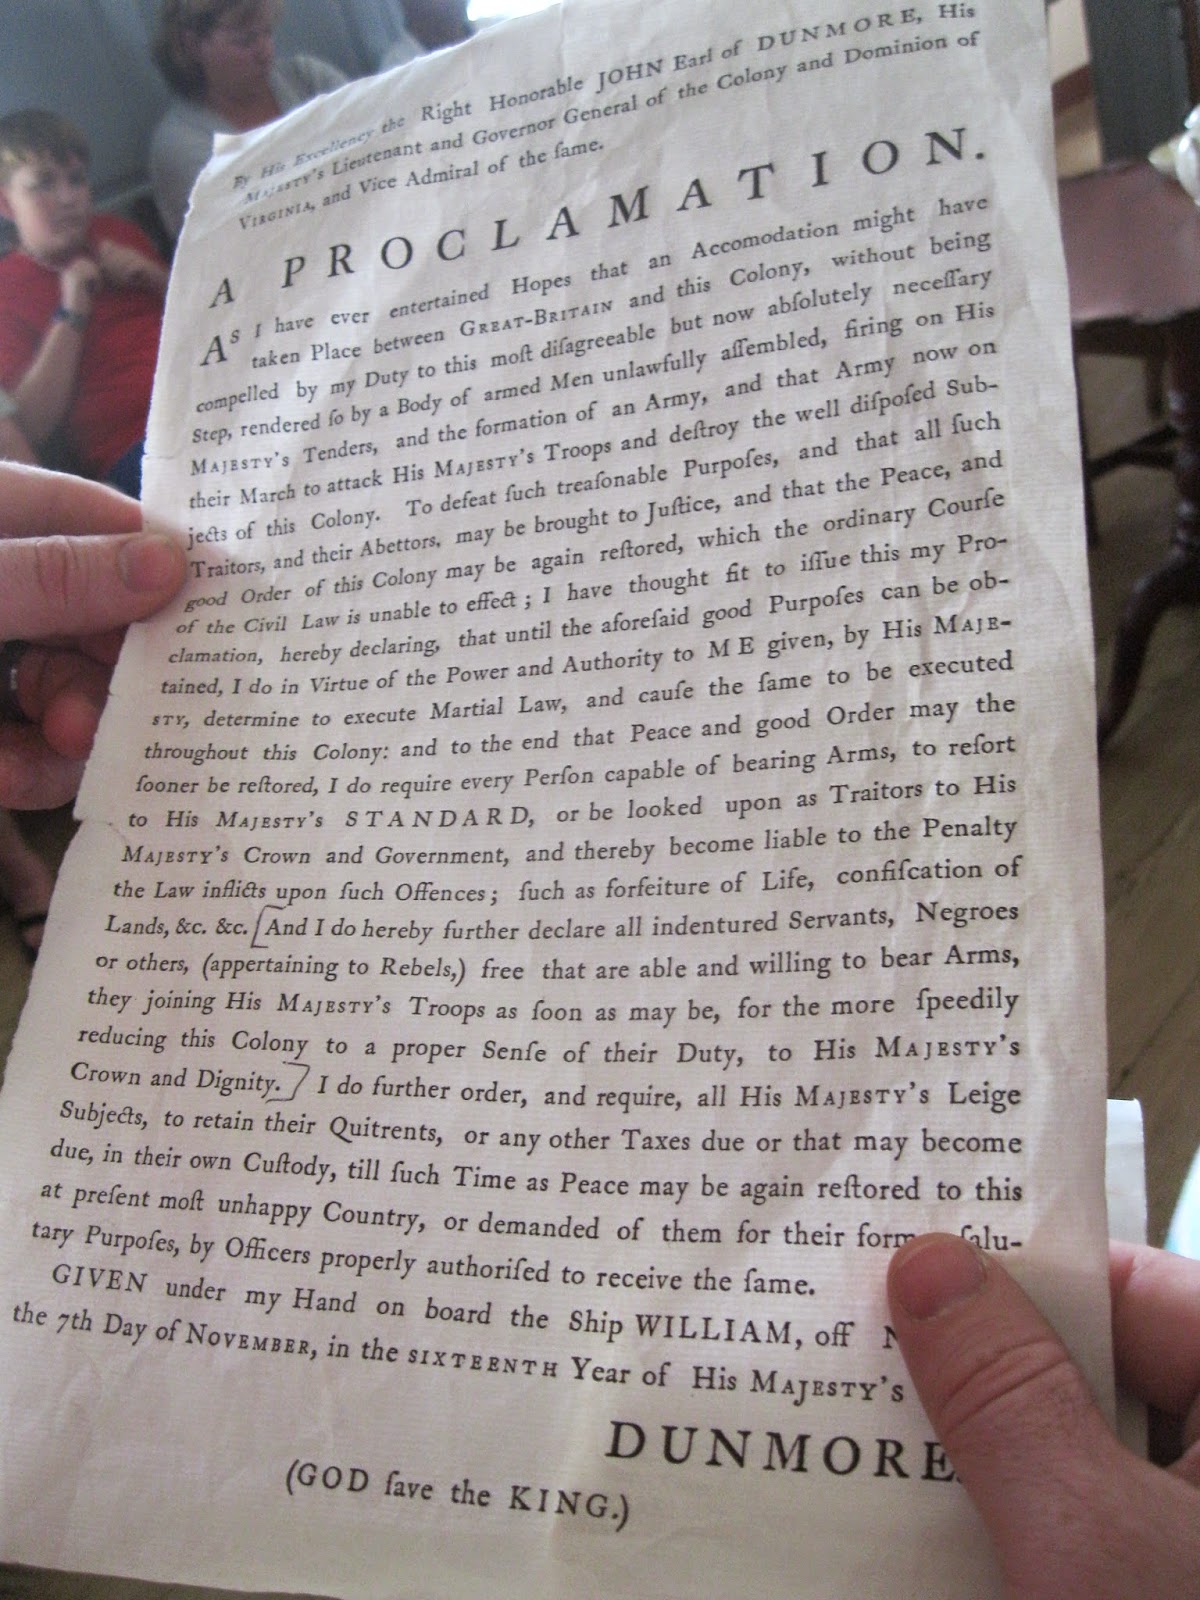 By His Excellency the Right Honorable JOHN Earl of DUNMORE, His
MAJESTY'S Lieutenant and Governor General of the Colony and Dominion of
VIRGINIA, and Vice Admiral of the ſame.
A PROCLAMATION.
AS I have ever entertained Hopes that an Accomodation might have
taken Place between GREAT-BRITAIN and this Colony, without being
compelled by my Duty to this moſt diſagreeable but now abſolutely neceſſary
Step, rendered ſo by a Body of armed Men unlawfully aſſembled, firing on His
MAJESTY'S Tenders, and the formation of an Army, and that Army now on
their March to attack His MAJESTY'S Troops and deſtroy the well diſpoſed Sub-
jects of this Colony. To defeat ſuch treaſonable Purpoſes, and that all ſuch
Traitors, and their Abettors, may be brought to Juſtice, and that the Peace, and
good Order of this Colony may be again reſtored, which the ordinary Courſe
of the Civil Law is unable to effect; I have thought fit to iſſue this my Pro-
clamation, hereby declaring, that until the aforeſaid good Purpoſes can be ob-
tained, I do in Virtue of the Power and Authority to ME given, by His MAJE-
STY, determine to execute Martial Law, and cauſe the ſame to be executed
throughout this Colony: and to the end that Peace and good Order may the
ſooner be reſtored, I do require every Perſon capable of bearing Arms, to reſort
to His MAJESTY'S STANDARD, or be looked upon as Traitors to His
MAJESTY'S Crown and Government, and thereby become liable to the Penalty
the Law inflicts upon ſuch Offences; ſuch as forfeiture of Life, confiſcation of
Lands, &c. &c. [And I do hereby further declare all indentured Servants, Negroes
or others, (appertaining to Rebels,) free that are able and willing to bear Arms,
they joining His MAJESTY'S Troops as ſoon as may be, for the more ſpeedily
reducing this Colony to a proper Senſe of their Duty, to His MAJESTY'S
Crown and Dignity.] I do further order, and require, all His MAJESTY'S Leige
Subjects, to retain their Quitrents, or any other Taxes due or that may become
due, in their own Cuſtody, till ſuch Time as Peace may be again reſtored to this
at preſent moſt unhappy Country, or demanded of them for their ſalu-
tary Purpoſes, by Officers properly authoriſed to receive the ſame.
GIVEN under my Hand on board the Ship WILLIAM, off
the 7th Day of NOVEMBER, in the SIXTEENTH Year of His MAJESTY'S
DUNMORE.
(GOD ſave the KING.)